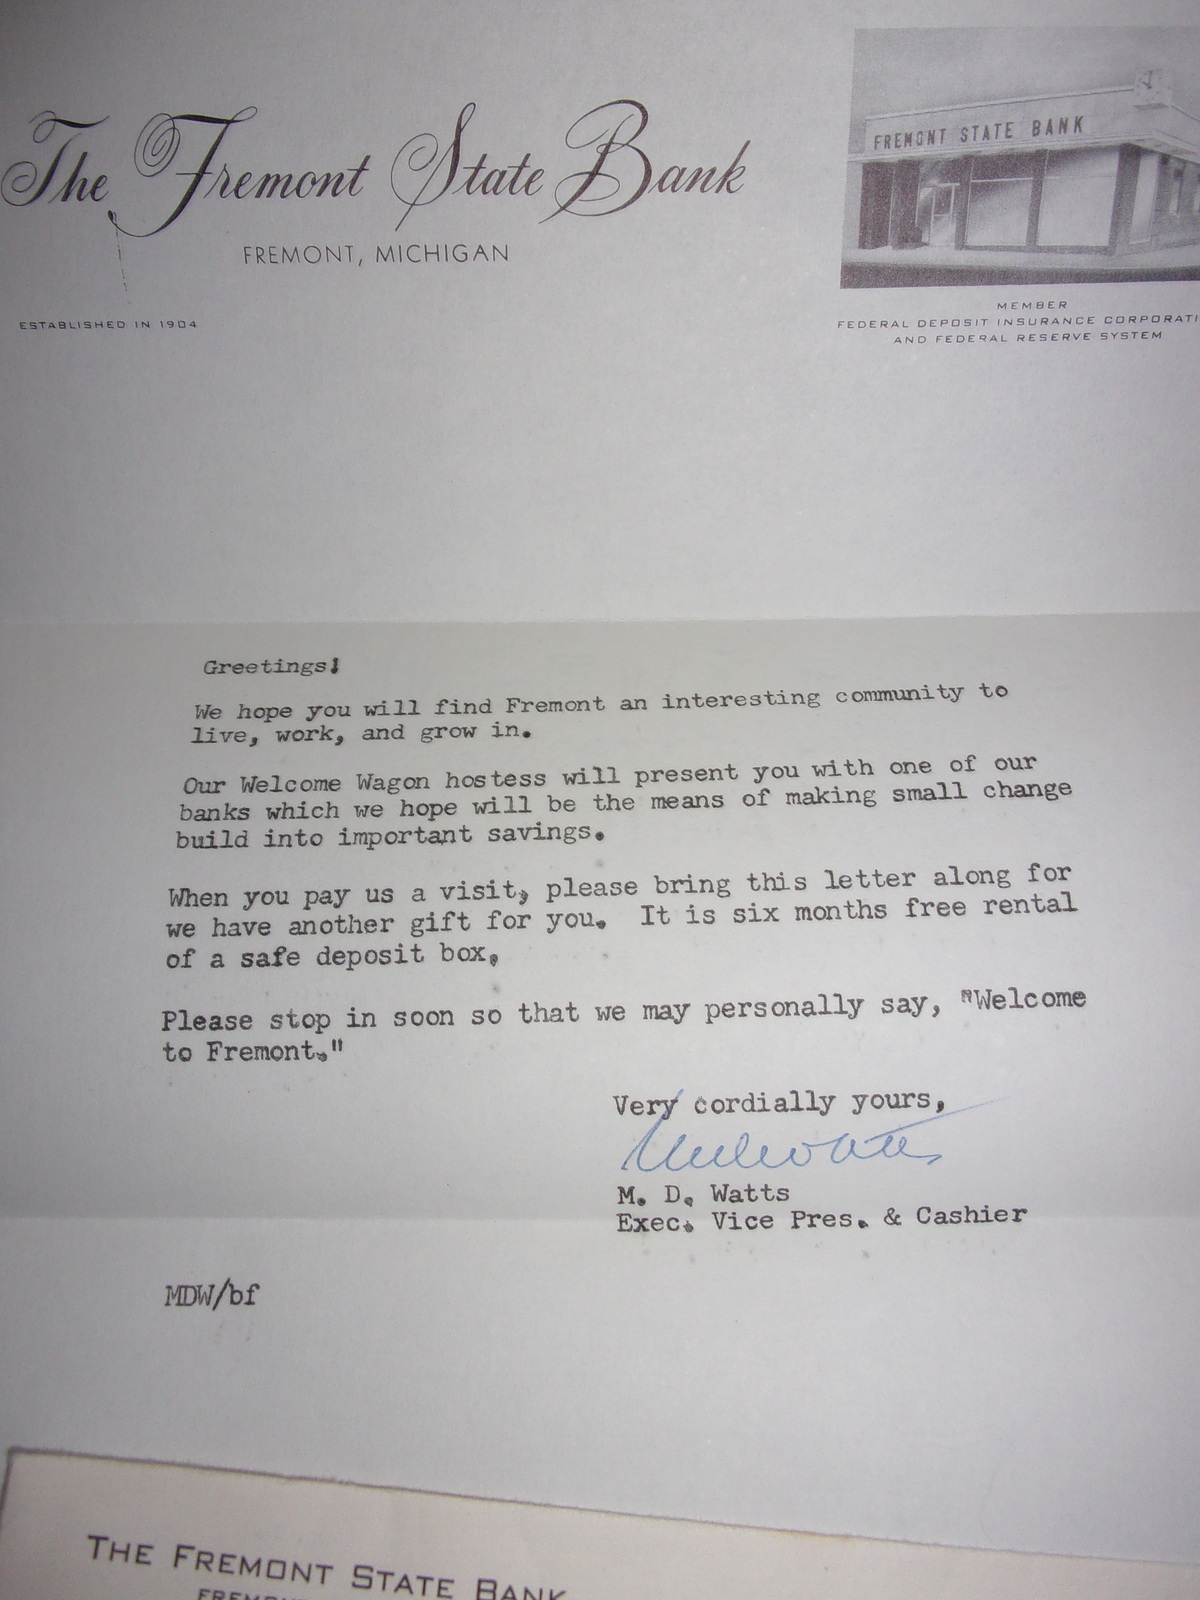 The Fremont State Bank
FREMONT, MICHIGAN
ESTABLISHED IN 1904
FREMONT STATE BANK
MEMBER
FEDERAL DEPOSIT INSURANCE CORPORATI
AND FEDERAL RESERVE SYSTEM
Greetings!
We hope you will find Fremont an interesting community to
live, work, and grow in.
Our Welcome Wagon hostess will present you with one of our
banks which we hope will be the means of making small change
build into important savings.
When you pay us a visit, please bring this letter along for
we have another gift for you. It is six months free rental
of a safe deposit box.
Please stop in soon so that we may personally say, "Welcome
to Fremont."
Very cordially yours,
M. D. Watts
Exec. Vice Pres. & Cashier
MDW/bf
THE FREMONT STATE BANK